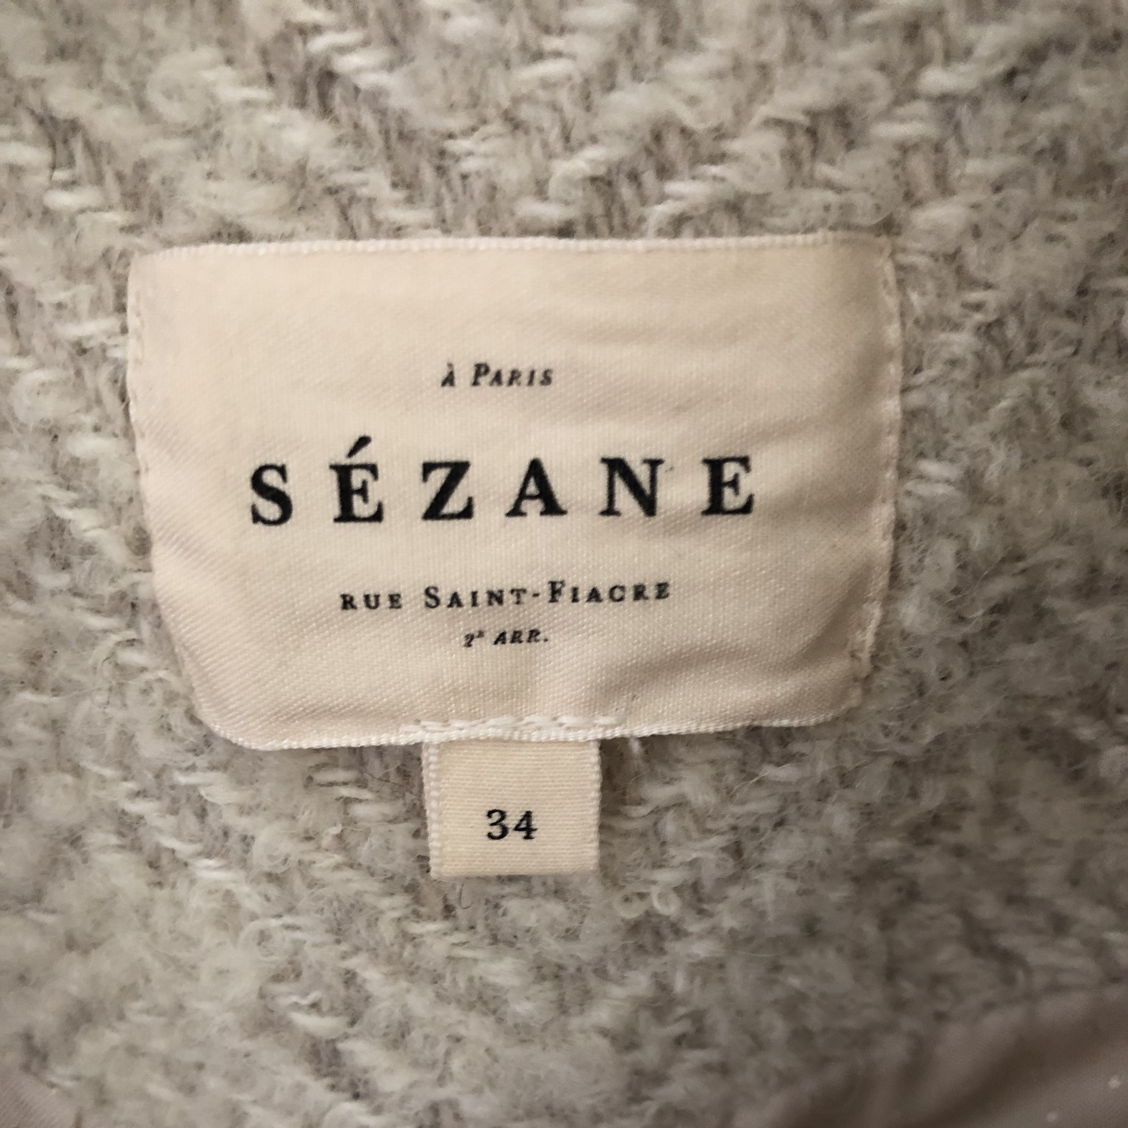 À PARIS
SÉZANE
RUE SAINT-FIACRE
2ᵉ ARR.
34